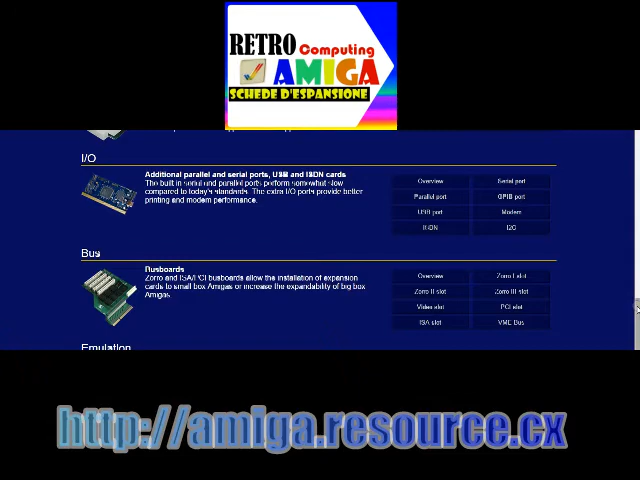 RETRO Computing
AMIGA
SCHEDE D'ESPANSIONE
I/O
Additional parallel and serial ports, USB and ISDN cards
The built in serial and parallel ports perform somewhat slow
compared to today's standards. The extra I/O ports provide better
printing and modem performance.
Overview
Serial port
Parallel port
GPIB port
USB port
Modem
ISDN
I2C
Bus
Busboards
Zorro and ISA/PCI busboards allow the installation of expansion
cards to small box Amigas or increase the expandability of big box
Amigas.
Overview
Zorro I slot
Zorro II slot
Zorro III slot
Video slot
PCI slot
ISA slot
VME Bus
Emulation
http://amiga.resource.cx